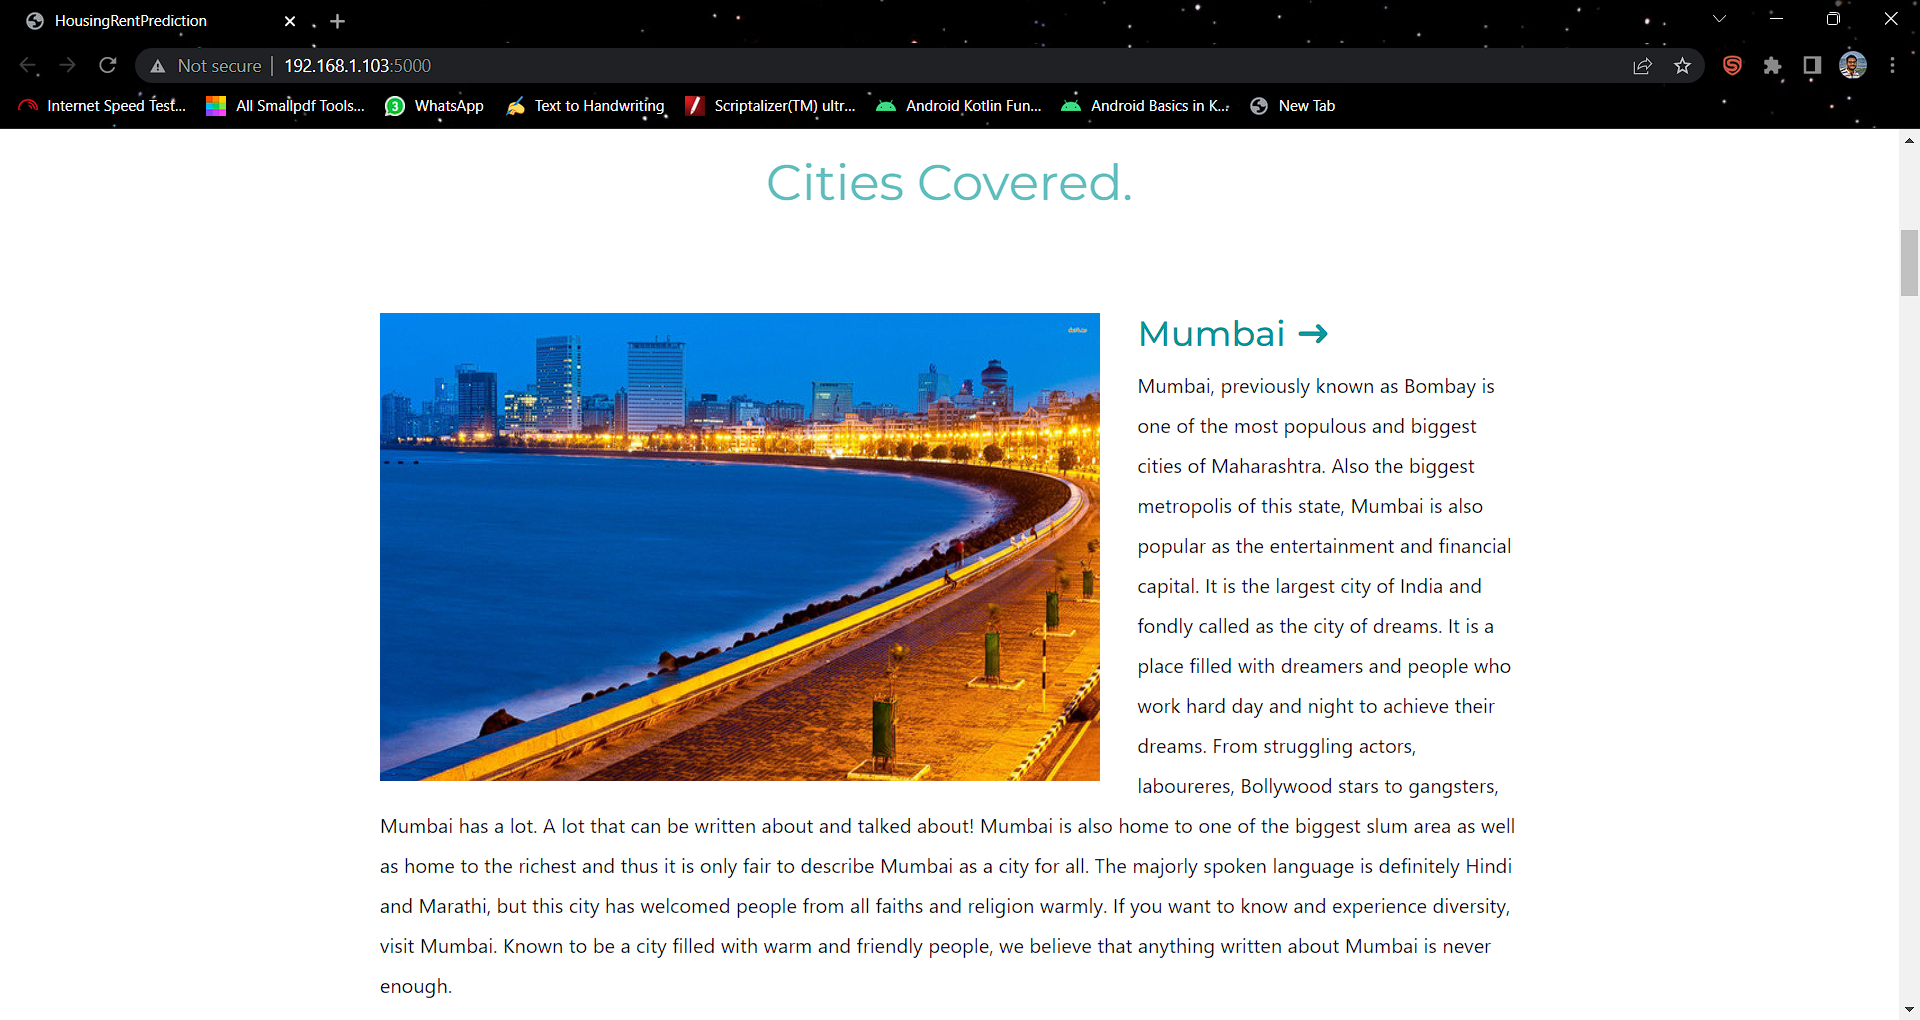 HousingRentPrediction
Not secure | 192.168.1.103:5000
Internet Speed Test...
All Smallpdf Tools...
3
WhatsApp
Text to Handwriting
Scriptalizer(TM) ultr...
Android Kotlin Fun...
Android Basics in K...
New Tab
Cities Covered.
Mumbai →
Mumbai, previously known as Bombay is
one of the most populous and biggest
cities of Maharashtra. Also the biggest
metropolis of this state, Mumbai is also
popular as the entertainment and financial
capital. It is the largest city of India and
fondly called as the city of dreams. It is a
place filled with dreamers and people who
work hard day and night to achieve their
dreams. From struggling actors,
laboureres, Bollywood stars to gangsters,
Mumbai has a lot. A lot that can be written about and talked about! Mumbai is also home to one of the biggest slum area as well
as home to the richest and thus it is only fair to describe Mumbai as a city for all. The majorly spoken language is definitely Hindi
and Marathi, but this city has welcomed people from all faiths and religion warmly. If you want to know and experience diversity,
visit Mumbai. Known to be a city filled with warm and friendly people, we believe that anything written about Mumbai is never
enough.